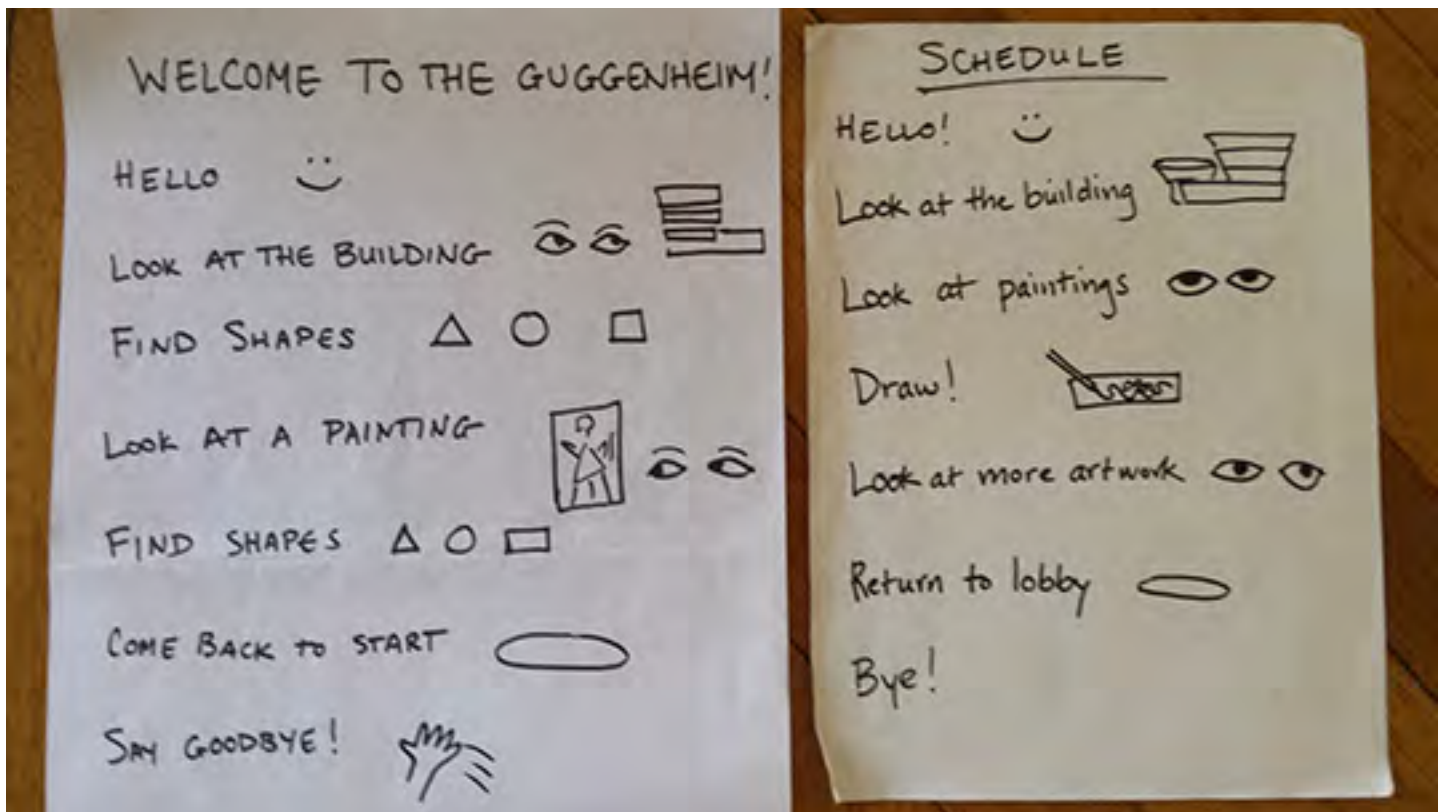 WELCOME TO THE GUGGENHEIM!
HELLO
LOOK AT THE BUILDING
FIND SHAPES
LOOK AT A PAINTING
FIND SHAPES
COME BACK TO START
SAY GOODBYE!
SCHEDULE
HELLO!
Look at the building
Look at paintings
Draw!
Look at more artwork
Return to lobby
Bye!